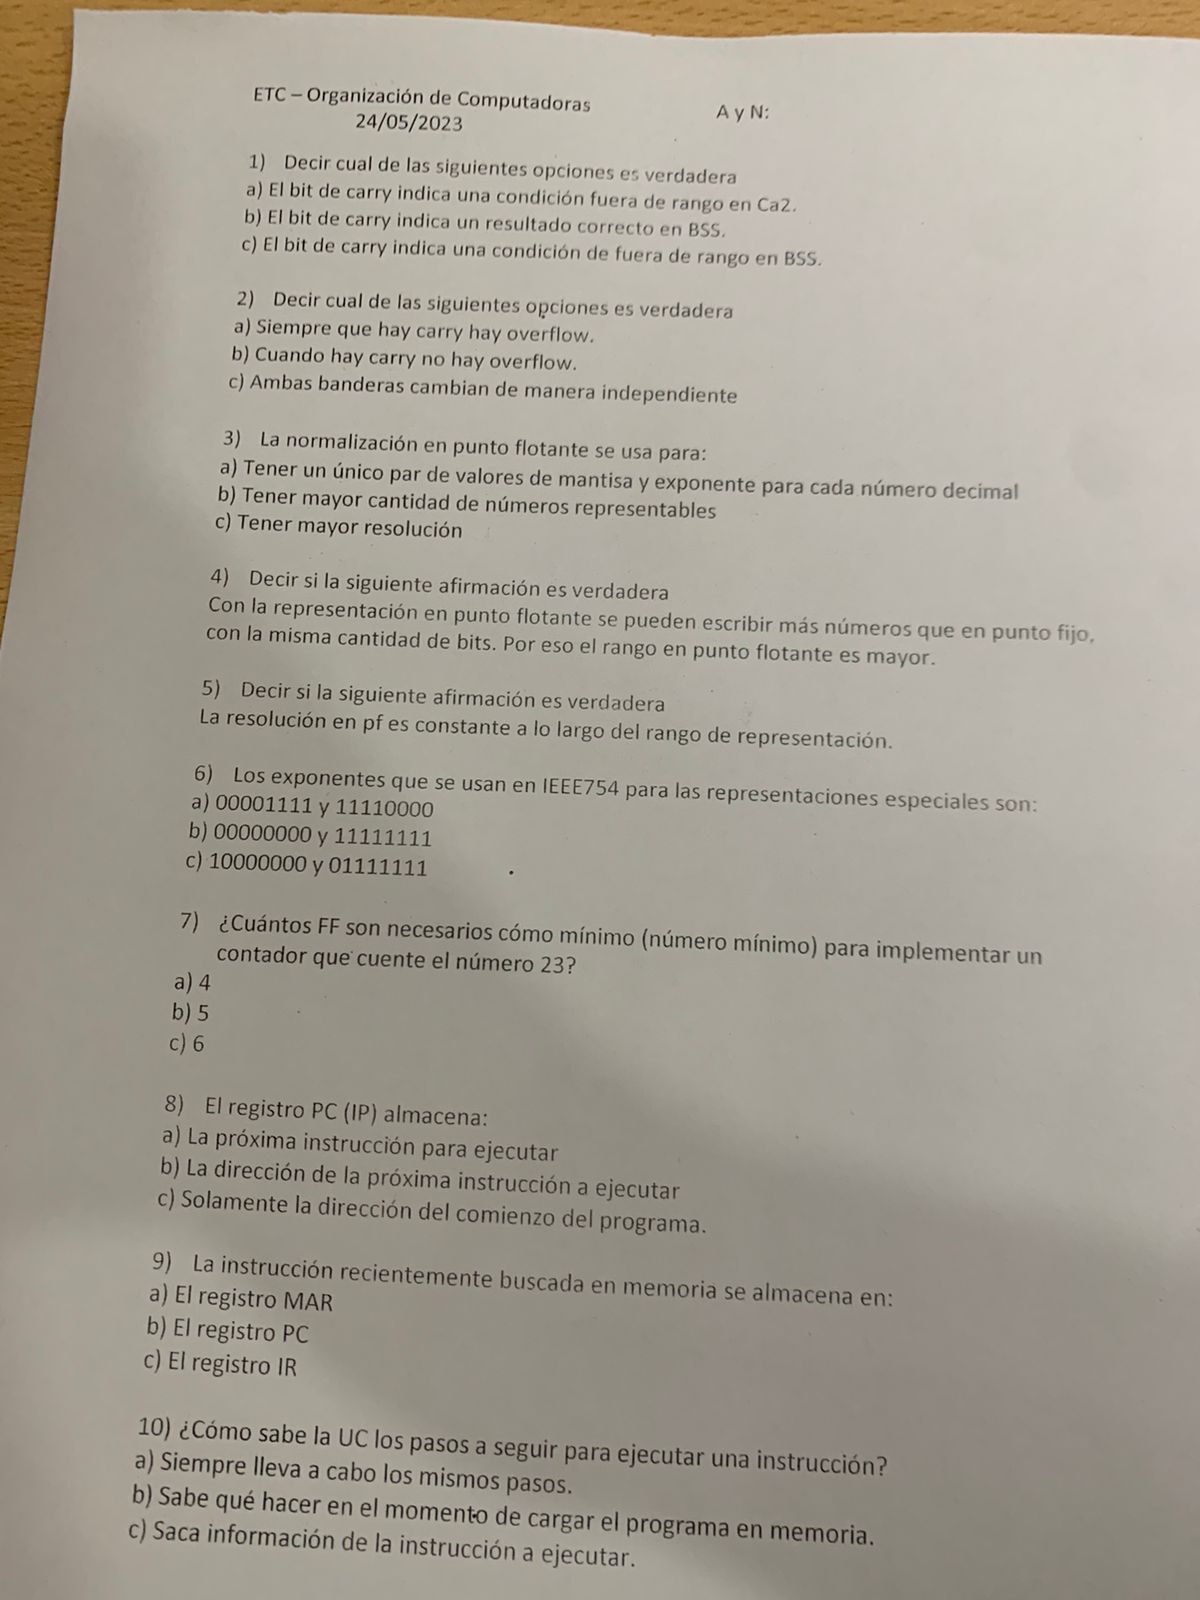 ETC – Organización de Computadoras
A y N:
24/05/2023
1) Decir cual de las siguientes opciones es verdadera
a) El bit de carry indica una condición fuera de rango en Ca2.
b) El bit de carry indica un resultado correcto en BSS.
c) El bit de carry indica una condición de fuera de rango en BSS.
2) Decir cual de las siguientes opciones es verdadera
a) Siempre que hay carry hay overflow.
b) Cuando hay carry no hay overflow.
c) Ambas banderas cambian de manera independiente
3) La normalización en punto flotante se usa para:
a) Tener un único par de valores de mantisa y exponente para cada número decimal
b) Tener mayor cantidad de números representables
c) Tener mayor resolución
4) Decir si la siguiente afirmación es verdadera
Con la representación en punto flotante se pueden escribir más números que en punto fijo,
con la misma cantidad de bits. Por eso el rango en punto flotante es mayor.
5) Decir si la siguiente afirmación es verdadera
La resolución en pf es constante a lo largo del rango de representación.
6) Los exponentes que se usan en IEEE754 para las representaciones especiales son:
a) 00001111 y 11110000
b) 00000000 y 11111111
c) 10000000 y 01111111
7) ¿Cuántos FF son necesarios cómo mínimo (número mínimo) para implementar un
contador que cuente el número 23?
a) 4
b) 5
c) 6
8) El registro PC (IP) almacena:
a) La próxima instrucción para ejecutar
b) La dirección de la próxima instrucción a ejecutar
c) Solamente la dirección del comienzo del programa.
9) La instrucción recientemente buscada en memoria se almacena en:
a) El registro MAR
b) El registro PC
c) El registro IR
10) ¿Cómo sabe la UC los pasos a seguir para ejecutar una instrucción?
a) Siempre lleva a cabo los mismos pasos.
b) Sabe qué hacer en el momento de cargar el programa en memoria.
c) Saca información de la instrucción a ejecutar.